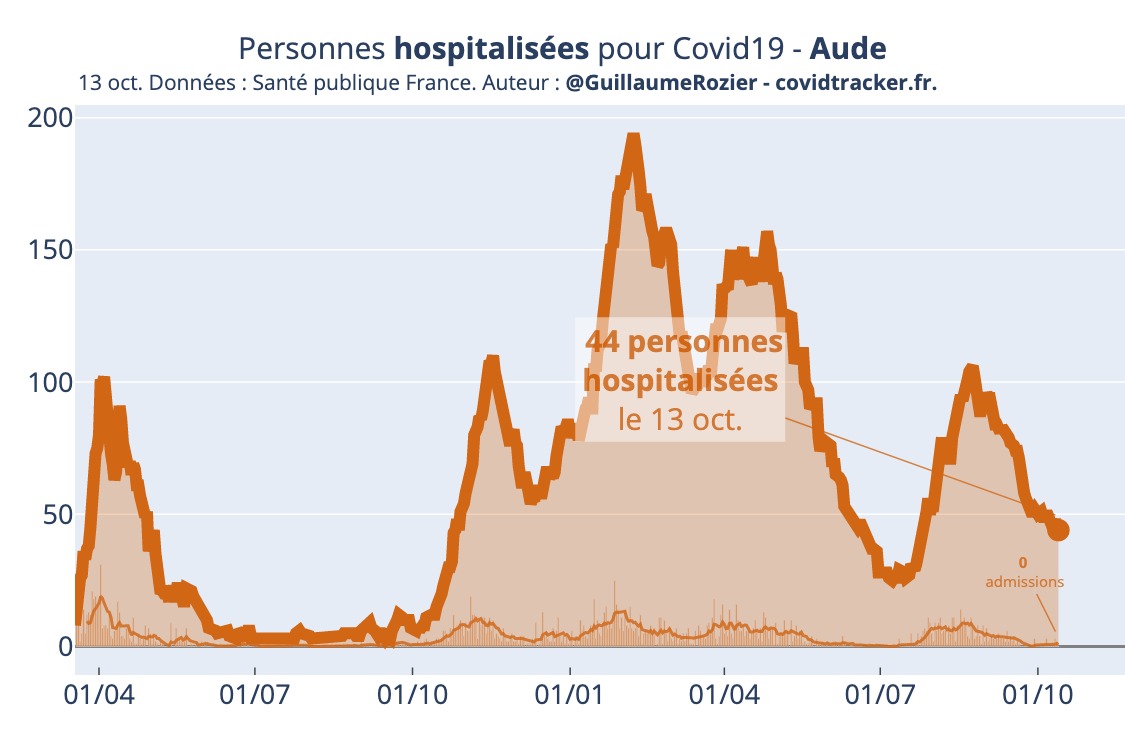 Personnes hospitalisées pour Covid19 - Aude
13 oct. Données : Santé publique France. Auteur : @GuillaumeRozier - covidtracker.fr.
200
150
100
50
0
44 personnes
hospitalisées
le 13 oct.
0
admissions
01/04 01/07 01/10 01/01 01/04 01/07 01/10